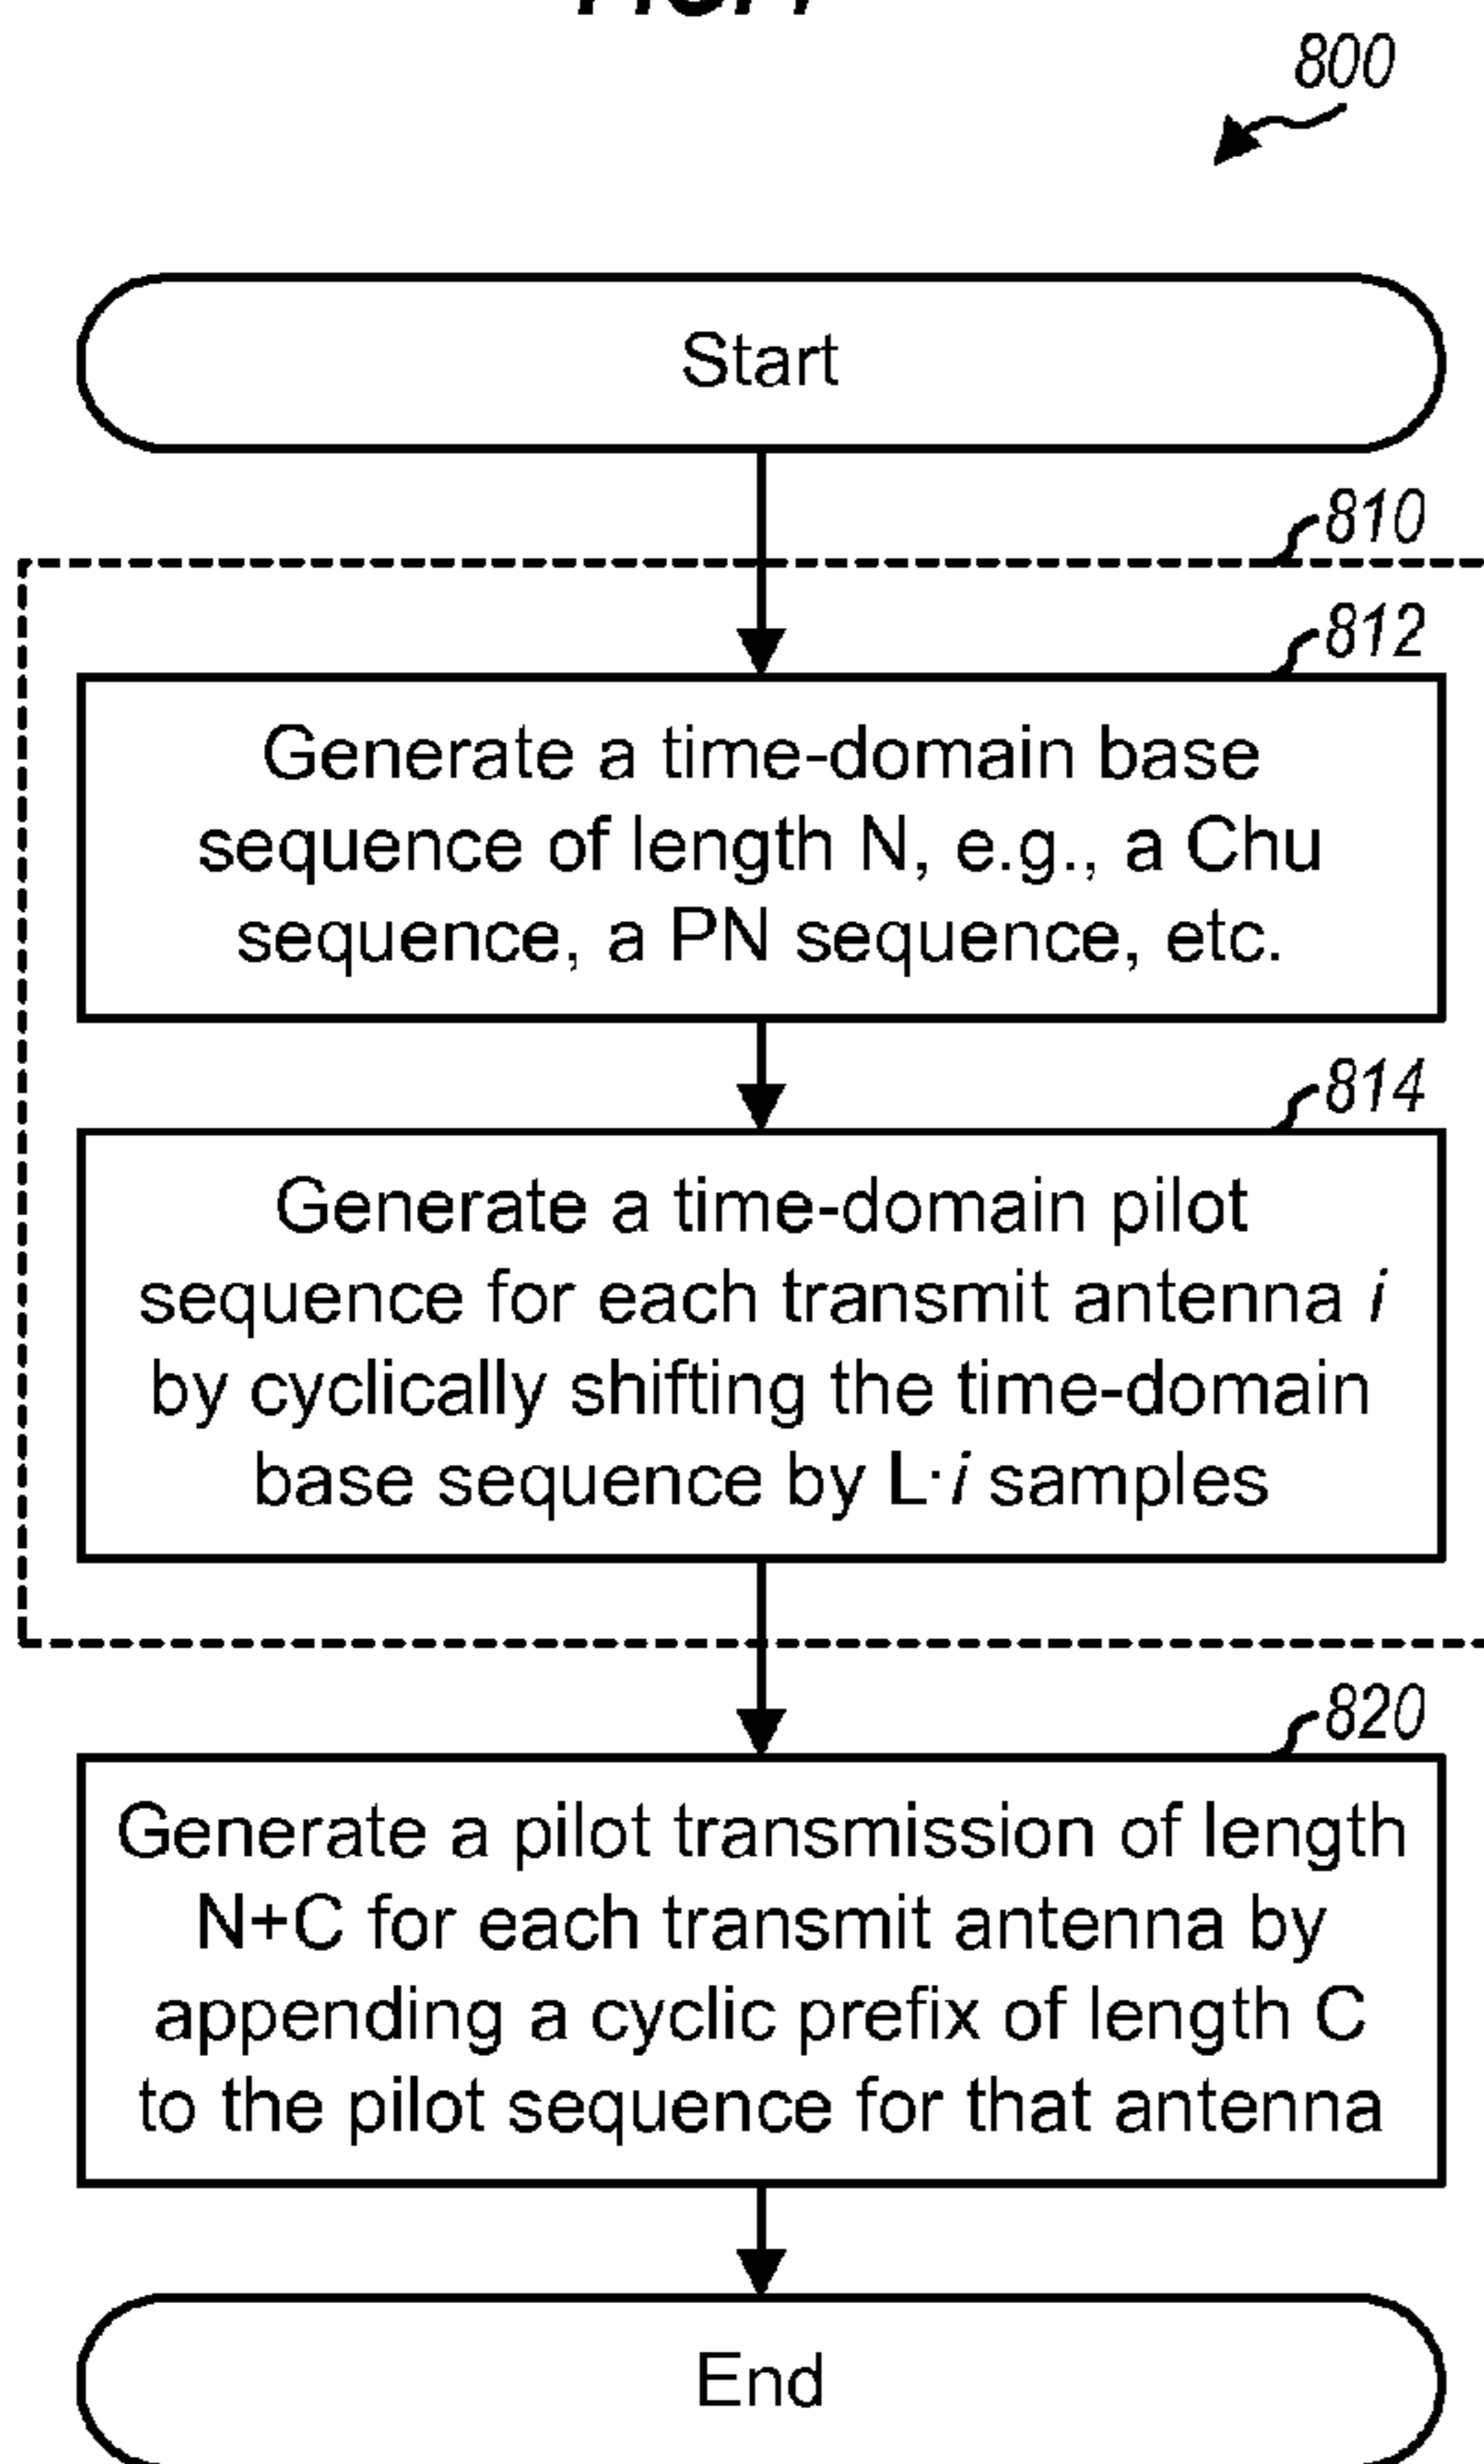 800
Start
810
812
Generate a time-domain base
sequence of length N, e.g., a Chu
sequence, a PN sequence, etc.
814
Generate a time-domain pilot
sequence for each transmit antenna i
by cyclically shifting the time-domain
base sequence by L·i samples
820
Generate a pilot transmission of length
N+C for each transmit antenna by
appending a cyclic prefix of length C
to the pilot sequence for that antenna
End